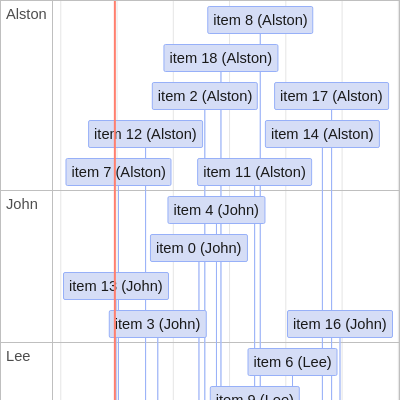 Alston
item 8 (Alston)
item 18 (Alston)
item 2 (Alston)
item 17 (Alston)
item 12 (Alston)
item 14 (Alston)
item 7 (Alston)
item 11 (Alston)
John
item 4 (John)
item 0 (John)
item 13 (John)
item 3 (John)
item 16 (John)
Lee
item 6 (Lee)
item 9 (Lee)